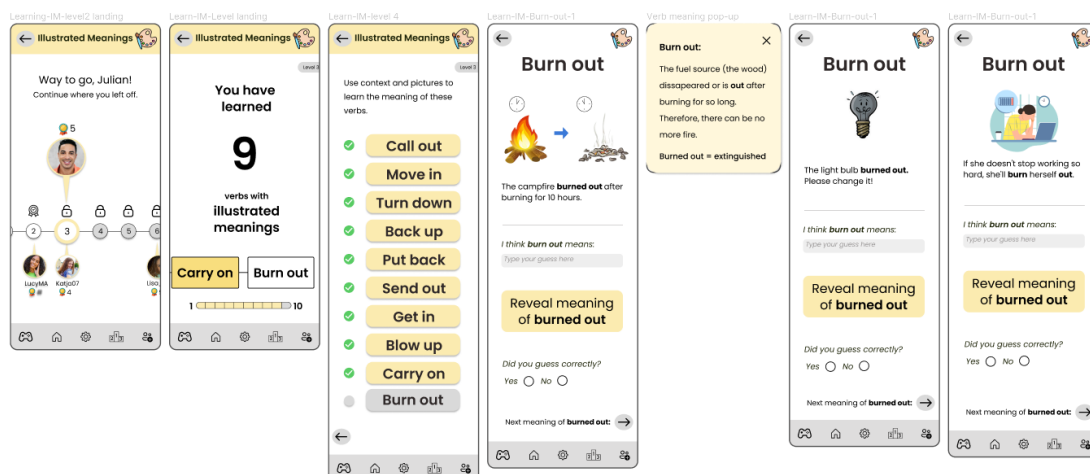 Learning-IM-level2 landing
Illustrated Meanings
Way to go, Julian!
Continue where you left off.
5
2
3
4
5
6
LucyMA
Katja07
Lisa
4
Learn-IM-Level landing
Illustrated Meanings
Level 3
You have
learned
9
verbs with
illustrated
meanings
Carry on
Burn out
1
10
Learn-IM-level 4
Illustrated Meanings
Level 3
Use context and pictures to
learn the meaning of these
verbs.
Call out
Move in
Turn down
Back up
Put back
Send out
Get in
Blow up
Carry on
Burn out
Learn-IM-Burn-out-1
Burn out
The campfire burned out after
burning for 10 hours.
I think burn out means:
Type your guess here
Reveal meaning
of burned out
Did you guess correctly?
Yes No
Next meaning of burned out:
Verb meaning pop-up
Burn out:
The fuel source (the wood)
dissapeared or is out after
burning for so long.
Therefore, there can be no
more fire.
Burned out = extinguished
Learn-IM-Burn-out-1
Burn out
The light bulb burned out.
Please change it!
I think burn out means:
Type your guess here
Reveal meaning
of burned out
Did you guess correctly?
Yes No
Next meaning of burned out:
Learn-IM-Burn-out-1
Burn out
If she doesn't stop working so
hard, she'll burn herself out.
I think burn out means:
Type your guess here
Reveal meaning
of burned out
Did you guess correctly?
Yes No
Next meaning of burned out: